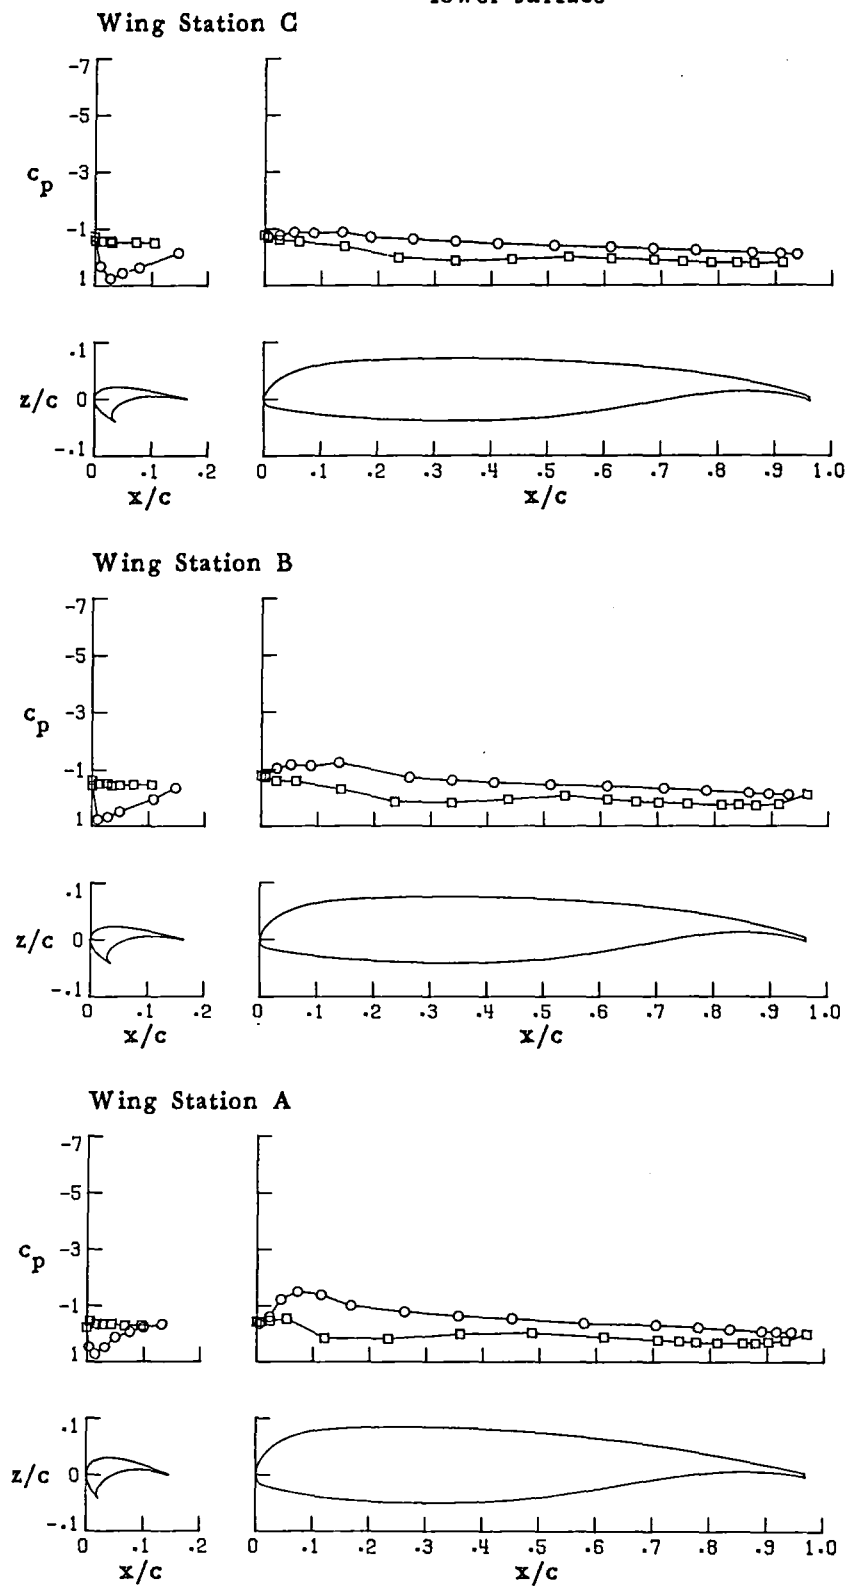 lower surface
Wing Station C
-7
-5
-3
-1
1
c_p
.1
0
-.1
z/c
0 .1 .2
x/c
0 .1 .2 .3 .4 .5 .6 .7 .8 .9 1.0
x/c
Wing Station B
-7
-5
-3
-1
1
c_p
.1
0
-.1
z/c
0 .1 .2
x/c
0 .1 .2 .3 .4 .5 .6 .7 .8 .9 1.0
x/c
Wing Station A
-7
-5
-3
-1
1
c_p
.1
0
-.1
z/c
0 .1 .2
x/c
0 .1 .2 .3 .4 .5 .6 .7 .8 .9 1.0
x/c